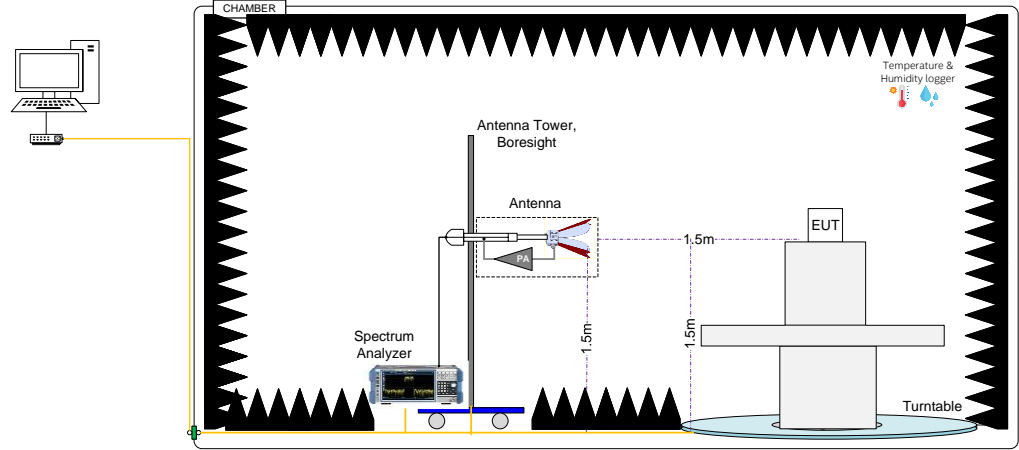 CHAMBER
Temperature &
Humidity logger
Antenna Tower,
Boresight
Antenna
EUT
1.5m
PA
1.5m
1.5m
Spectrum
Analyzer
Turntable